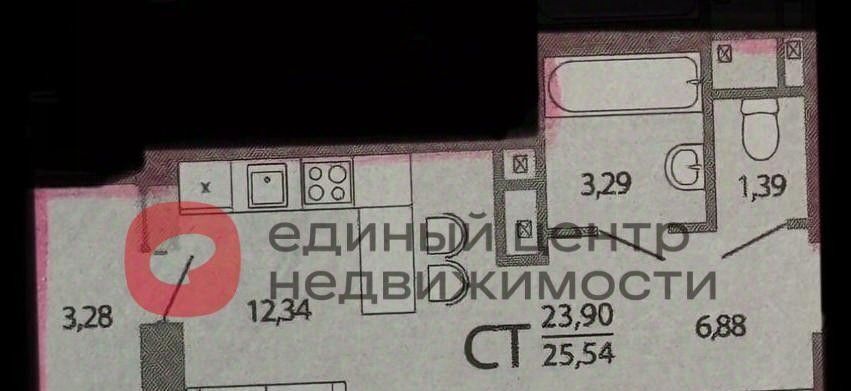 x
3,29
1,39
единый центр
недвижимости
3,28
12,34
СТ
23,90
25,54
6,88